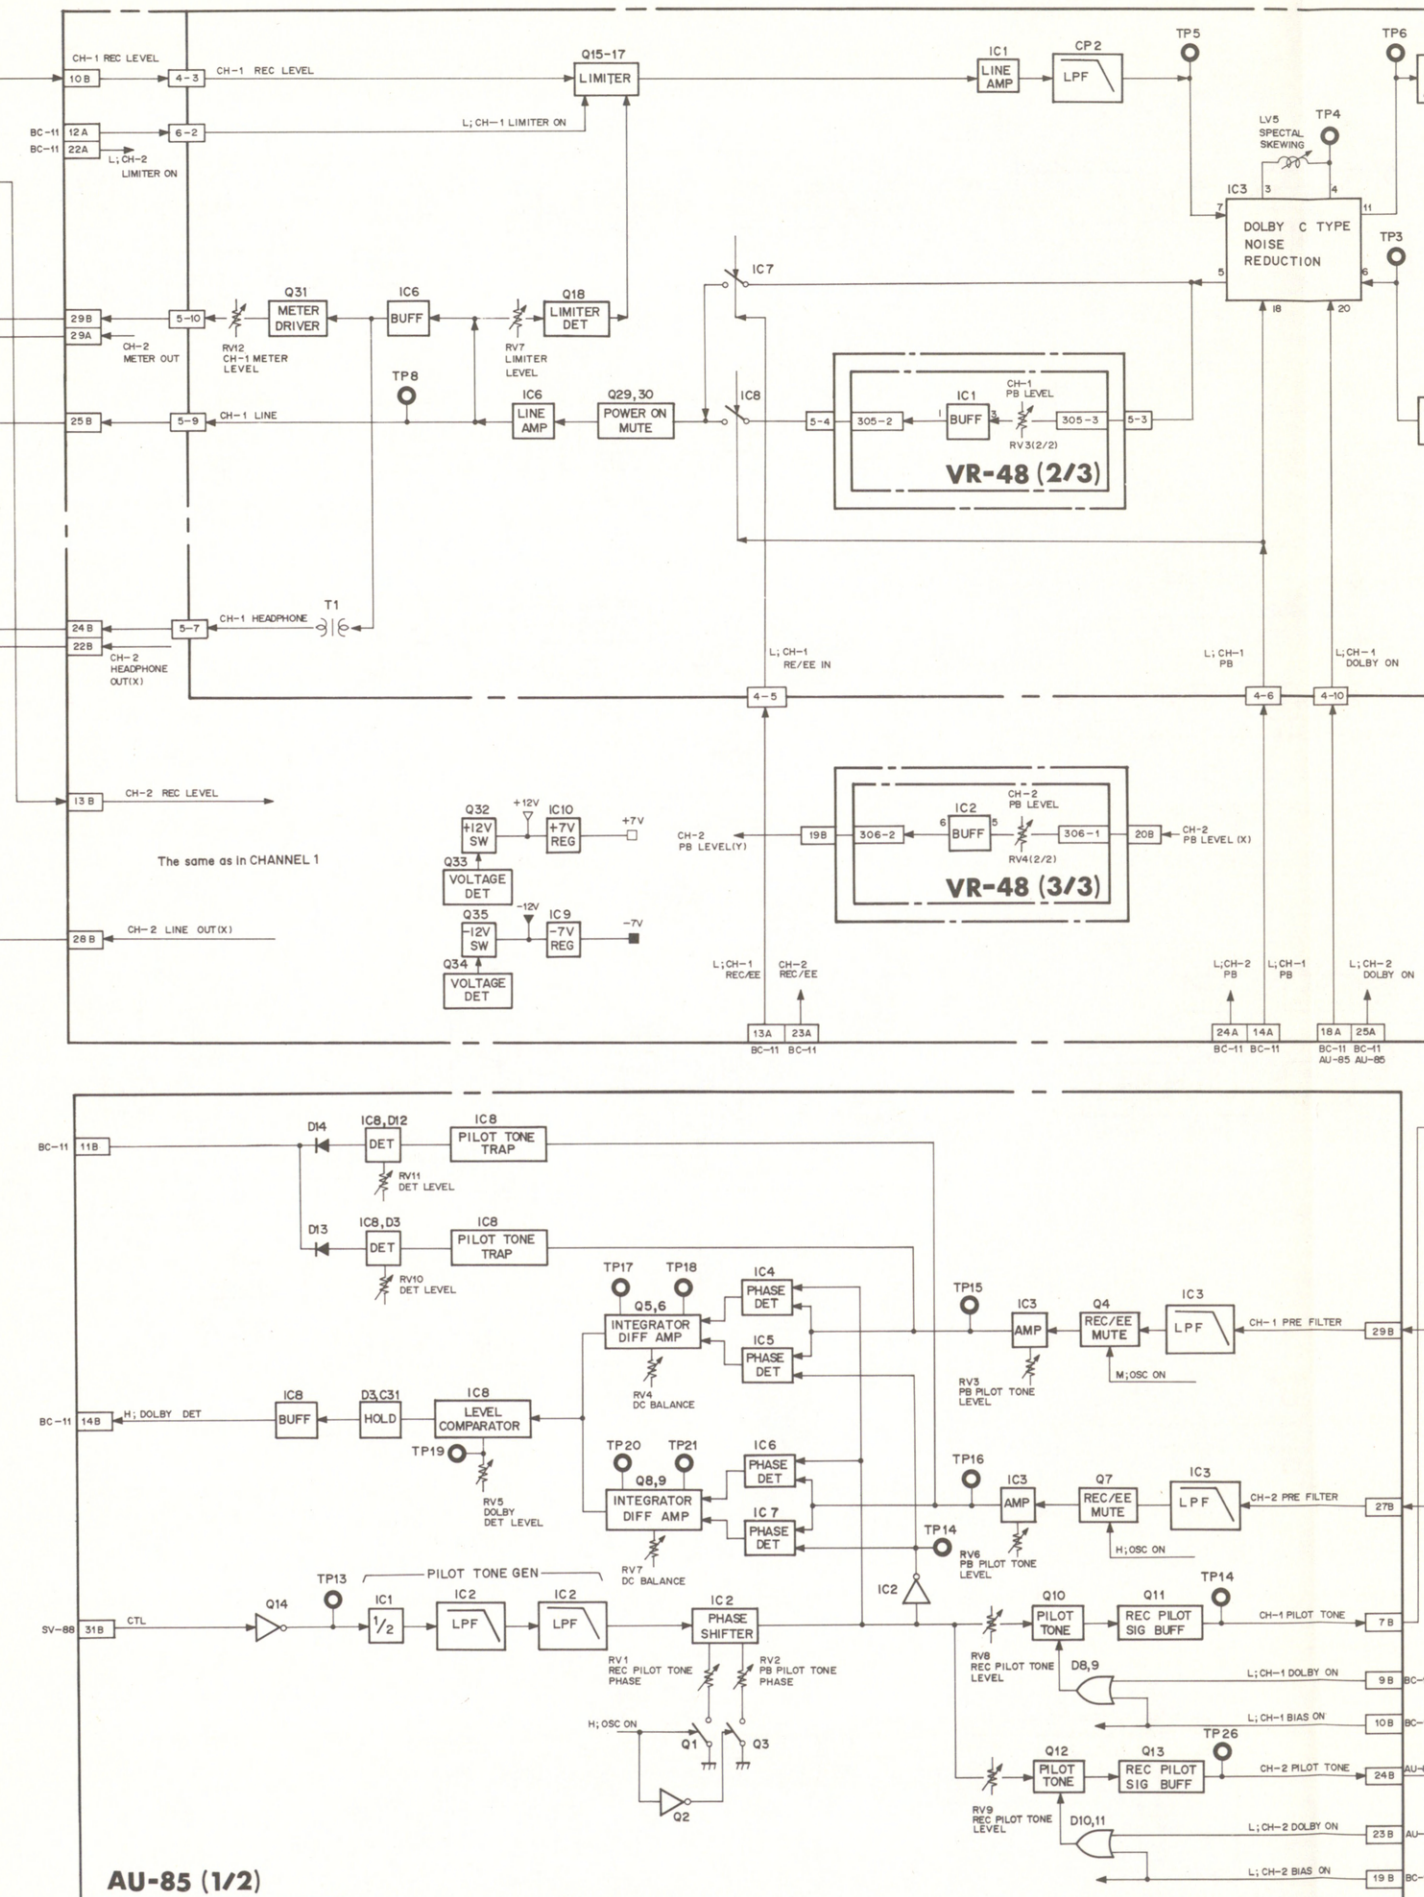 CH-1 REC LEVEL
10B
4-3
CH-1 REC LEVEL
Q15-17
LIMITER
IC1
LINE
AMP
CP2
LPF
TP5
TP6
BC-11
12A
6-2
L; CH-1 LIMITER ON
BC-11
22A
L; CH-2
LIMITER ON
LV5
SPECTAL
SKEWING
TP4
IC3
3
4
7
11
DOLBY C TYPE
NOISE
REDUCTION
5
6
18
20
TP3
29B
5-10
RV12
CH-1 METER
LEVEL
Q31
METER
DRIVER
IC6
BUFF
RV7
LIMITER
LEVEL
Q18
LIMITER
DET
IC7
29A
CH-2
METER OUT
25B
5-9
CH-1 LINE
TP8
IC6
LINE
AMP
Q29,30
POWER ON
MUTE
IC8
5-4
305-2
1
IC1
BUFF
CH-1
PB LEVEL
RV3(2/2)
305-3
5-3
VR-48 (2/3)
24B
5-7
CH-1 HEADPHONE
T1
22B
CH-2
HEADPHONE
OUT(X)
L; CH-1
RE/EE IN
L; CH-1
PB
L; CH-1
DOLBY ON
4-5
4-6
4-10
13B
CH-2 REC LEVEL
The same as in CHANNEL 1
Q32
+12V
SW
+12V
IC10
+7V
REG
+7V
Q33
VOLTAGE
DET
Q35
-12V
SW
-12V
IC9
-7V
REG
-7V
Q34
VOLTAGE
DET
CH-2
PB LEVEL(Y)
19B
306-2
6
IC2
BUFF
5
CH-2
PB LEVEL
RV4(2/2)
306-1
20B
CH-2
PB LEVEL (X)
VR-48 (3/3)
28B
CH-2 LINE OUT(X)
L; CH-1
REC/EE
CH-2
REC/EE
L; CH-2
PB
L; CH-1
PB
L; CH-2
DOLBY ON
13A
23A
24A
14A
18A
25A
BC-11 BC-11
BC-11 BC-11
BC-11 BC-11
AU-85 AU-85
BC-11
11B
D14
IC8,D12
DET
RV11
DET LEVEL
IC8
PILOT TONE
TRAP
D13
IC8,D3
DET
RV10
DET LEVEL
IC8
PILOT TONE
TRAP
TP17
TP18
Q5,6
INTEGRATOR
DIFF AMP
RV4
DC BALANCE
IC4
PHASE
DET
IC5
PHASE
DET
TP15
IC3
AMP
RV3
PB PILOT TONE
LEVEL
Q4
REC/EE
MUTE
M; OSC ON
IC3
LPF
CH-1 PRE FILTER
29B
BC-11
14B
H; DOLBY DET
IC8
BUFF
D3,C31
HOLD
IC8
LEVEL
COMPARATOR
TP19
RV5
DOLBY
DET LEVEL
TP20
TP21
Q8,9
INTEGRATOR
DIFF AMP
RV7
DC BALANCE
IC6
PHASE
DET
IC7
PHASE
DET
TP16
IC3
AMP
RV6
PB PILOT TONE
LEVEL
Q7
REC/EE
MUTE
H; OSC ON
IC3
LPF
CH-2 PRE FILTER
27B
TP14
IC2
SV-88
31B
CTL
Q14
TP13
PILOT TONE GEN
IC1
1/2
IC2
LPF
IC2
LPF
IC2
PHASE
SHIFTER
RV1
REC PILOT TONE
PHASE
RV2
PB PILOT TONE
PHASE
H; OSC ON
Q1
Q3
Q2
RV8
REC PILOT TONE
LEVEL
Q10
PILOT
TONE
Q11
REC PILOT
SIG BUFF
TP14
CH-1 PILOT TONE
7B
D8,9
L; CH-1 DOLBY ON
9B
L; CH-1 BIAS ON
10B
RV9
REC PILOT TONE
LEVEL
Q12
PILOT
TONE
Q13
REC PILOT
SIG BUFF
TP26
CH-2 PILOT TONE
24B
D10,11
L; CH-2 DOLBY ON
23B
L; CH-2 BIAS ON
19B
AU-85 (1/2)